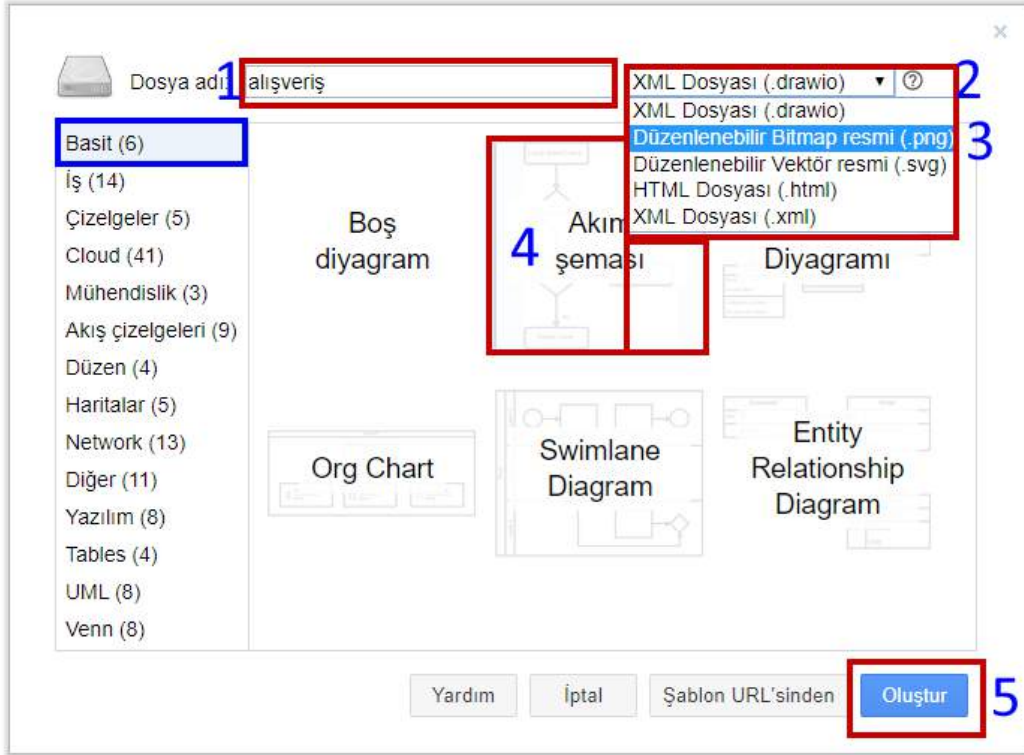 ×
1 Dosya adı: alışveriş XML Dosyası (.drawio) ▼ ? 2
XML Dosyası (.drawio)
Düzenlenebilir Bitmap resmi (.png) 3
Düzenlenebilir Vektör resmi (.svg)
HTML Dosyası (.html)
XML Dosyası (.xml)
Basit (6)
İş (14)
Çizelgeler (5)
Cloud (41)
Mühendislik (3)
Akış çizelgeleri (9)
Düzen (4)
Haritalar (5)
Network (13)
Diğer (11)
Yazılım (8)
Tables (4)
UML (8)
Venn (8)
Boş
diyagram
4
Akım
şeması
Diyagramı
Org Chart
Swimlane
Diagram
Entity
Relationship
Diagram
Yardım İptal Şablon URL'sinden Oluştur 5